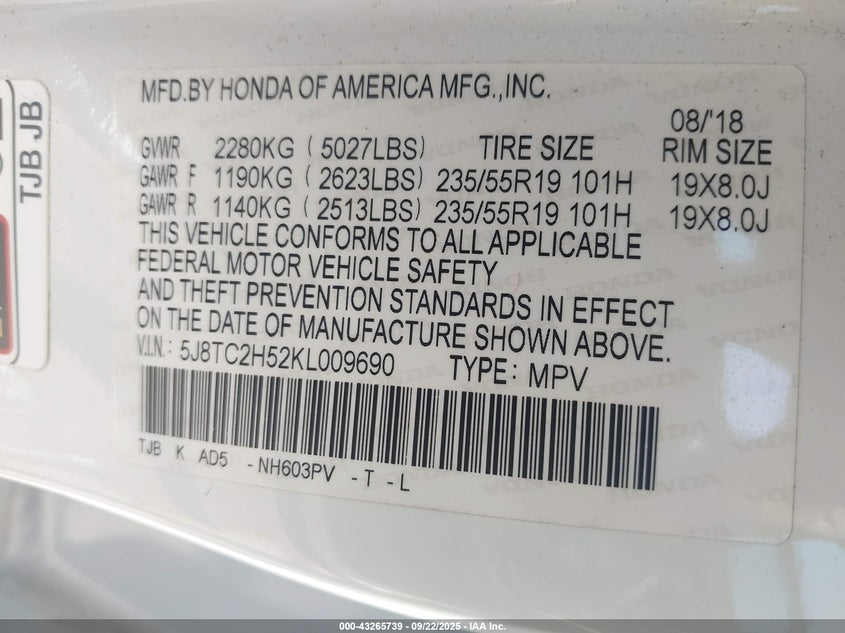 MFD.BY HONDA OF AMERICA MFG.,INC.
08/'18
GVWR 2280KG ( 5027LBS) TIRE SIZE RIM SIZE
GAWR F 1190KG ( 2623LBS) 235/55R19 101H 19X8.0J
GAWR R 1140KG ( 2513LBS) 235/55R19 101H 19X8.0J
THIS VEHICLE CONFORMS TO ALL APPLICABLE
FEDERAL MOTOR VEHICLE SAFETY
AND THEFT PREVENTION STANDARDS IN EFFECT
ON THE DATE OF MANUFACTURE SHOWN ABOVE.
V.I.N.: 5J8TC2H52KL009690 TYPE: MPV
TJB K AD5 -NH603PV -T -L
TJB JB
000-43265739 - 09/22/2025 - IAA Inc.